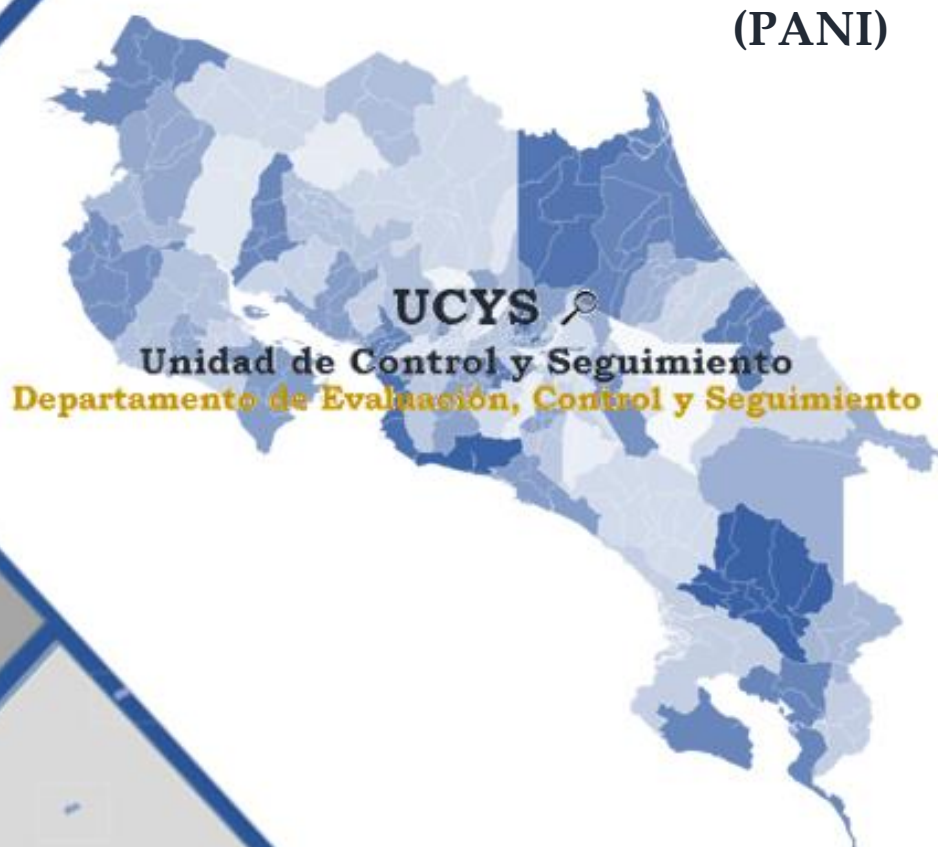 (PANI)
UCYS
Unidad de Control y Seguimiento
Departamento de Evaluación, Control y Seguimiento